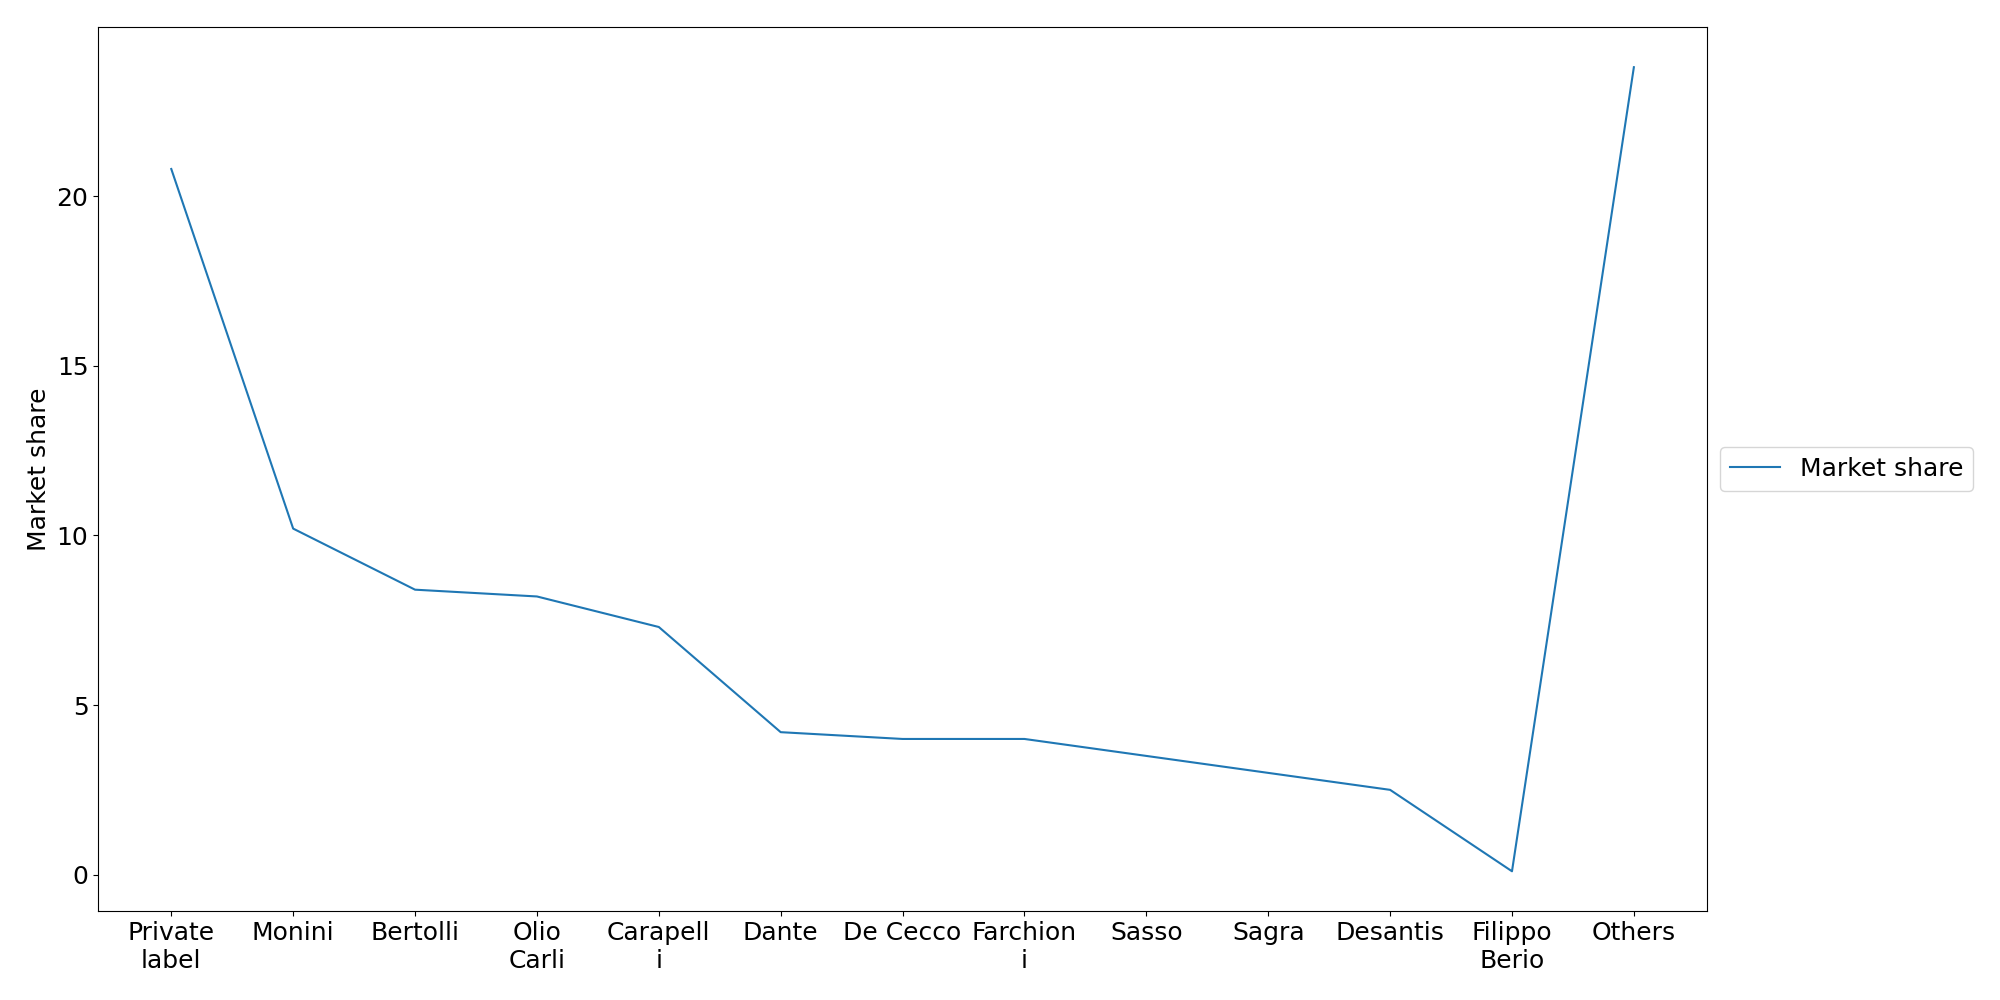 Market share
20
15
10
5
0
Private
label
Monini
Bertolli
Olio
Carli
Carapell
i
Dante
De Cecco
Farchion
i
Sasso
Sagra
Desantis
Filippo
Berio
Others
Market share